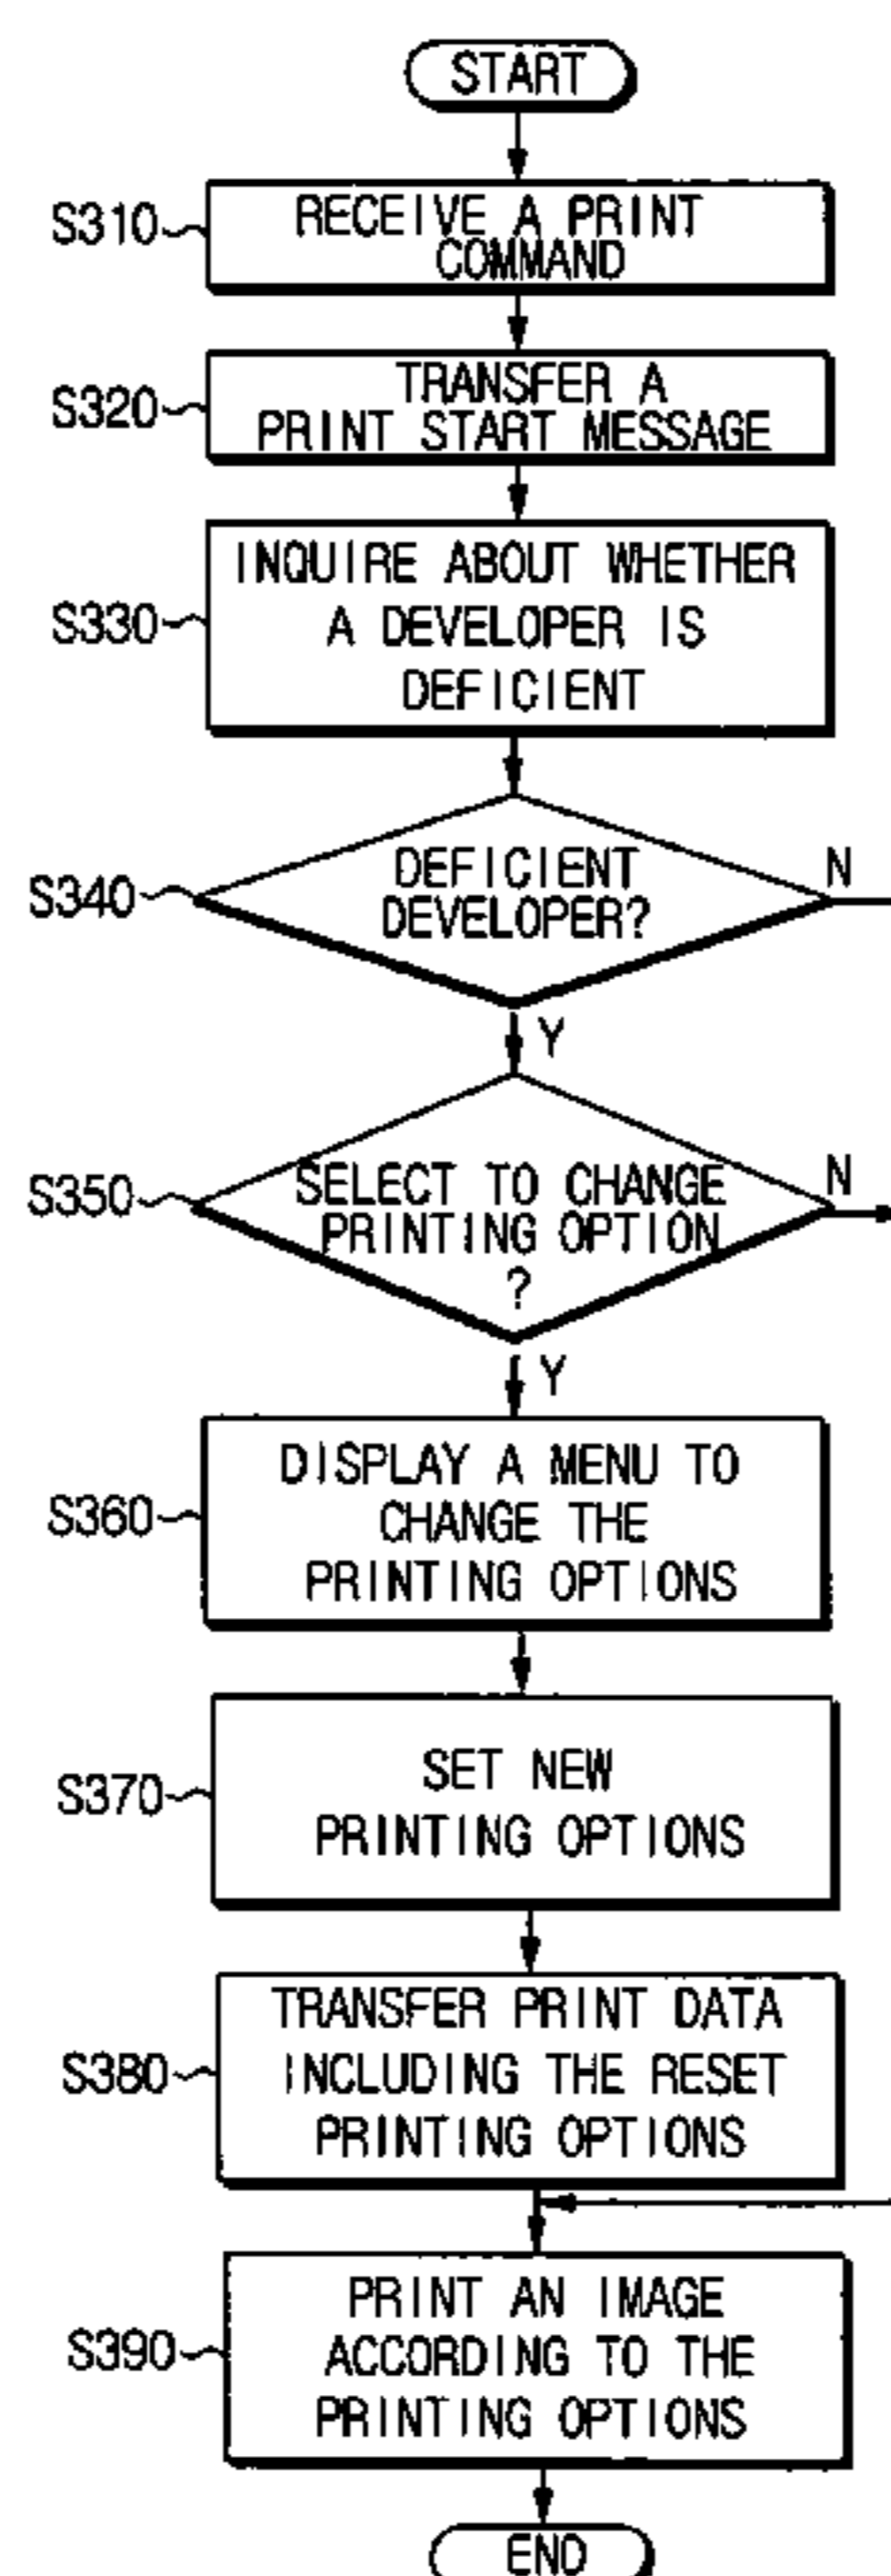 START
S310
RECEIVE A PRINT
COMMAND
S320
TRANSFER A
PRINT START MESSAGE
S330
INQUIRE ABOUT WHETHER
A DEVELOPER IS
DEFICIENT
S340
DEFICIENT
DEVELOPER?
N
Y
S350
SELECT TO CHANGE
PRINTING OPTION
?
N
Y
S360
DISPLAY A MENU TO
CHANGE THE
PRINTING OPTIONS
S370
SET NEW
PRINTING OPTIONS
S380
TRANSFER PRINT DATA
INCLUDING THE RESET
PRINTING OPTIONS
S390
PRINT AN IMAGE
ACCORDING TO THE
PRINTING OPTIONS
END